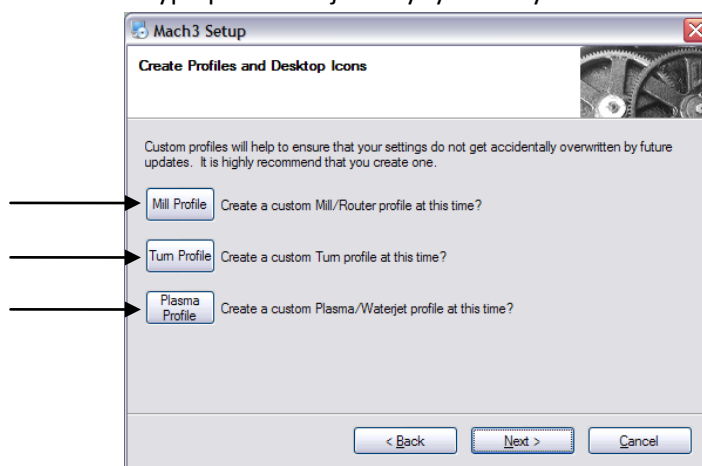 Mach3 Setup
Create Profiles and Desktop Icons
Custom profiles will help to ensure that your settings do not get accidentally overwritten by future
updates. It is highly recommend that you create one.
Mill Profile Create a custom Mill/Router profile at this time?
Turn Profile Create a custom Turn profile at this time?
Plasma
Profile Create a custom Plasma/Waterjet profile at this time?
< Back Next > Cancel